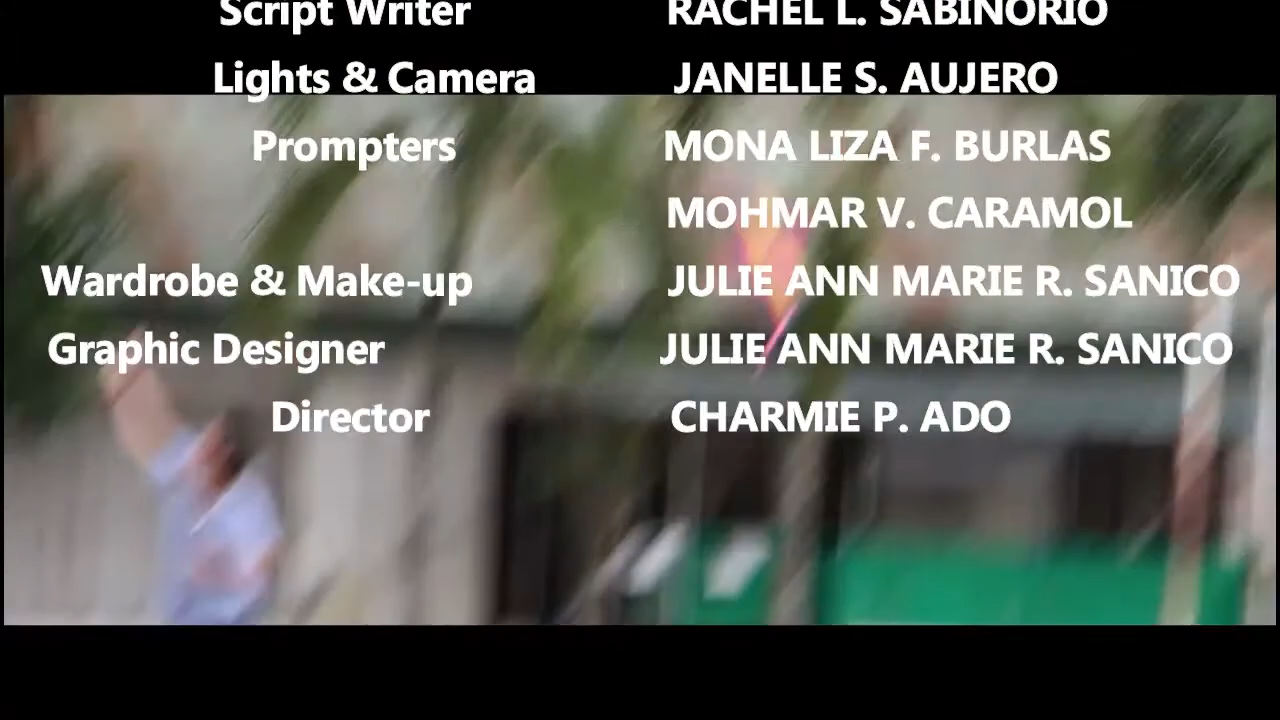 Script Writer RACHEL L. SABINORIO
Lights & Camera JANELLE S. AUJERO
Prompters MONA LIZA F. BURLAS
MOHMAR V. CARAMOL
Wardrobe & Make-up JULIE ANN MARIE R. SANICO
Graphic Designer JULIE ANN MARIE R. SANICO
Director CHARMIE P. ADO